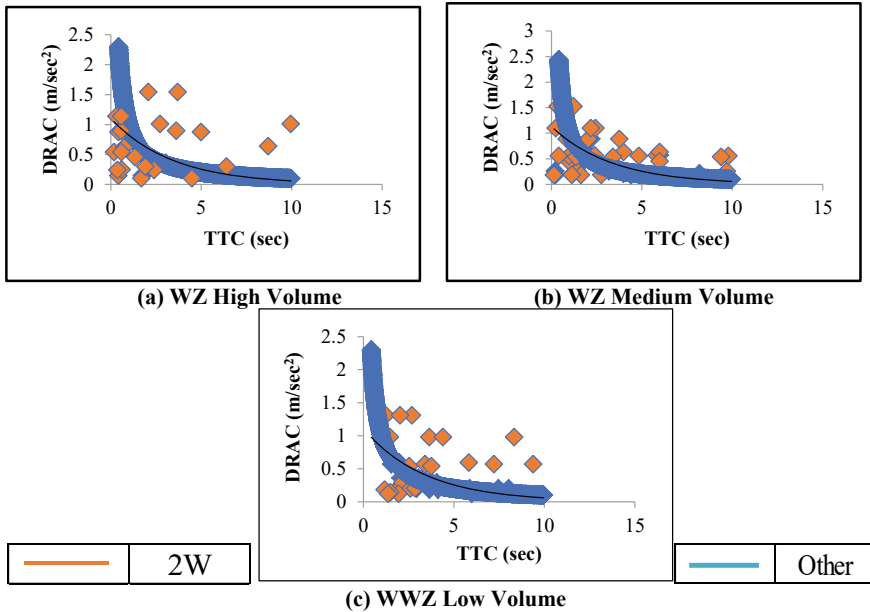 2.5
2
1.5
1
0.5
0
DRAC (m/sec²)
0 5 10 15
TTC (sec)
(a) WZ High Volume
3
2.5
2
1.5
1
0.5
0
DRAC (m/sec²)
0 5 10 15
TTC (sec)
(b) WZ Medium Volume
2.5
2
1.5
1
0.5
0
DRAC (m/sec²)
0 5 10 15
TTC (sec)
2W
Other
(c) WWZ Low Volume